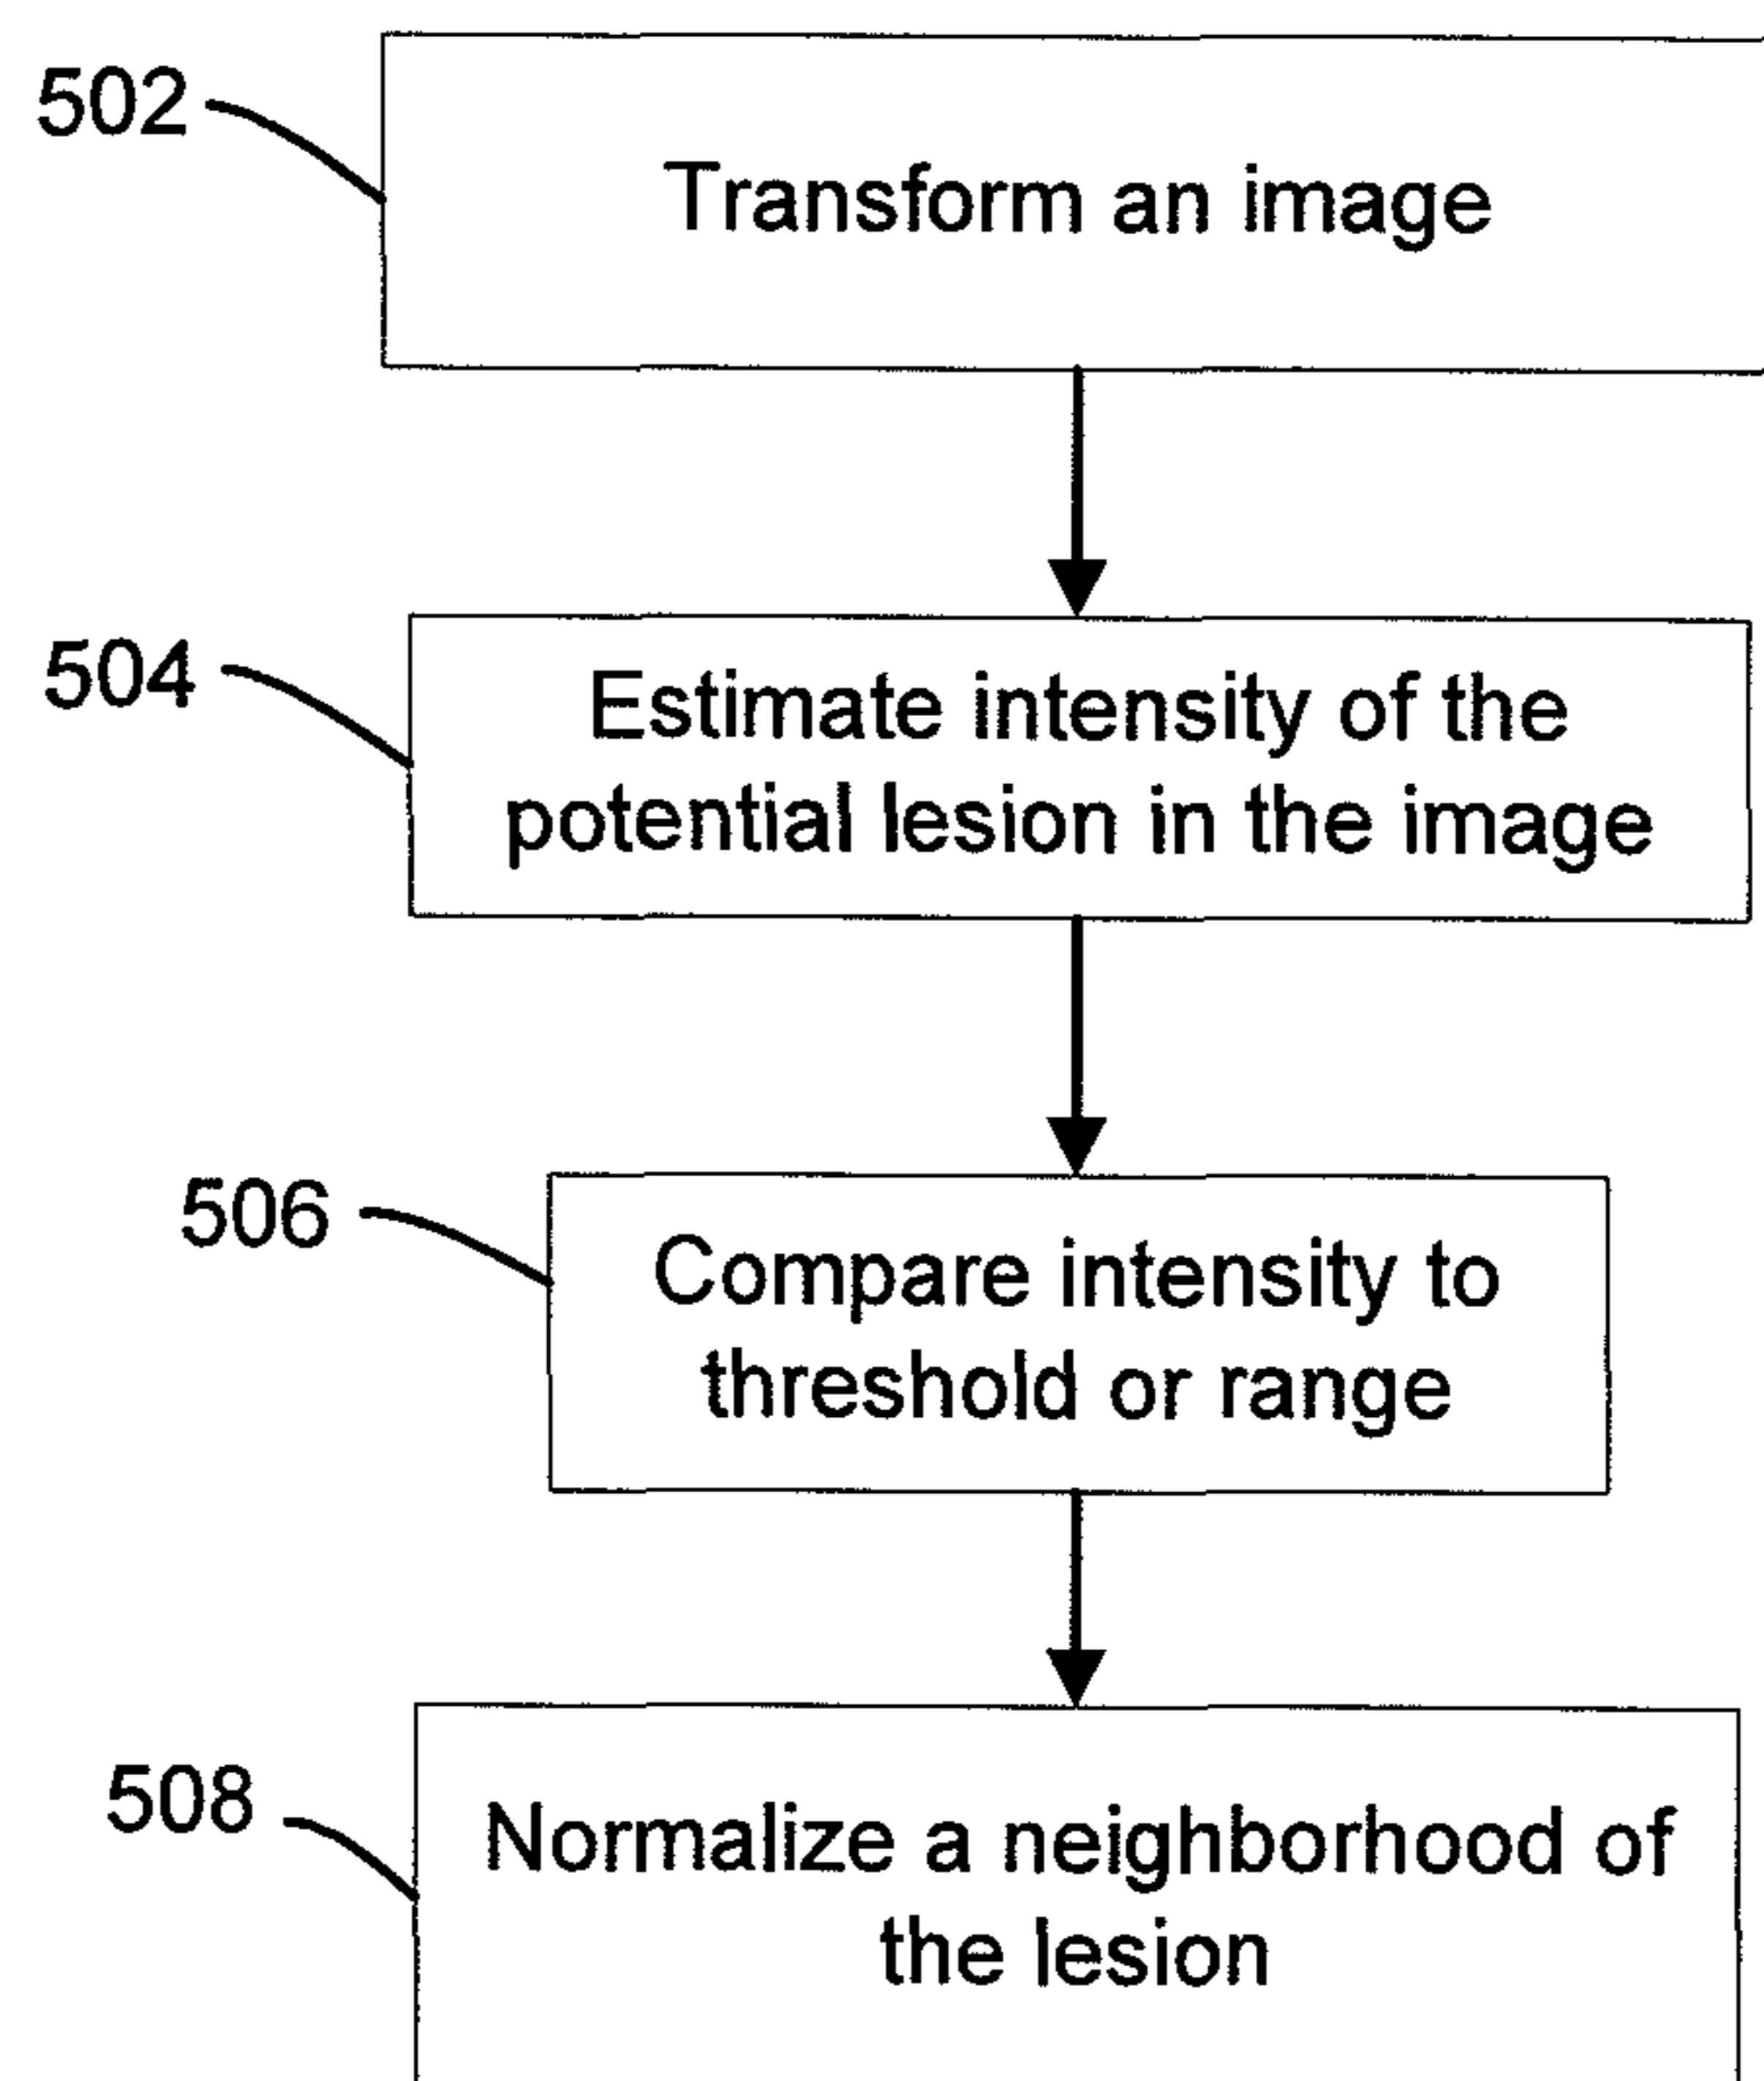 502
Transform an image
504
Estimate intensity of the
potential lesion in the image
506
Compare intensity to
threshold or range
508
Normalize a neighborhood of
the lesion